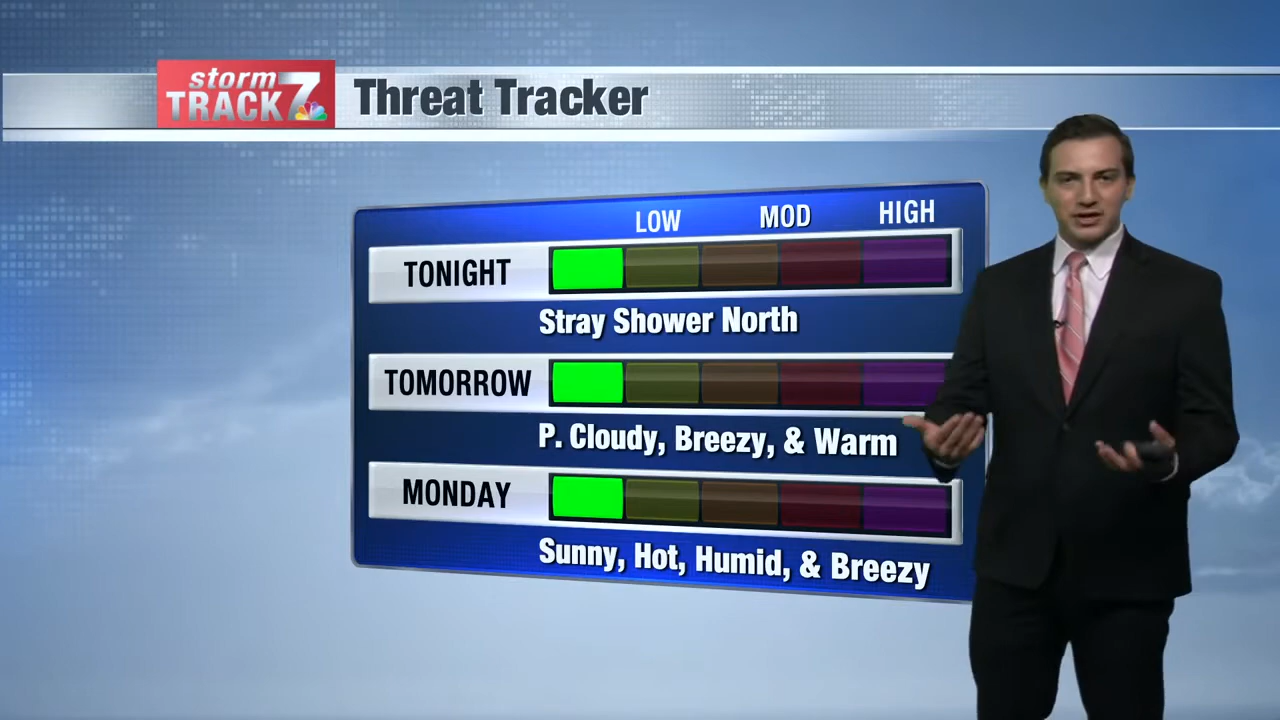 storm
TRACK 7
Threat Tracker
LOW MOD HIGH
TONIGHT
Stray Shower North
TOMORROW
P. Cloudy, Breezy, & Warm
MONDAY
Sunny, Hot, Humid, & Breezy